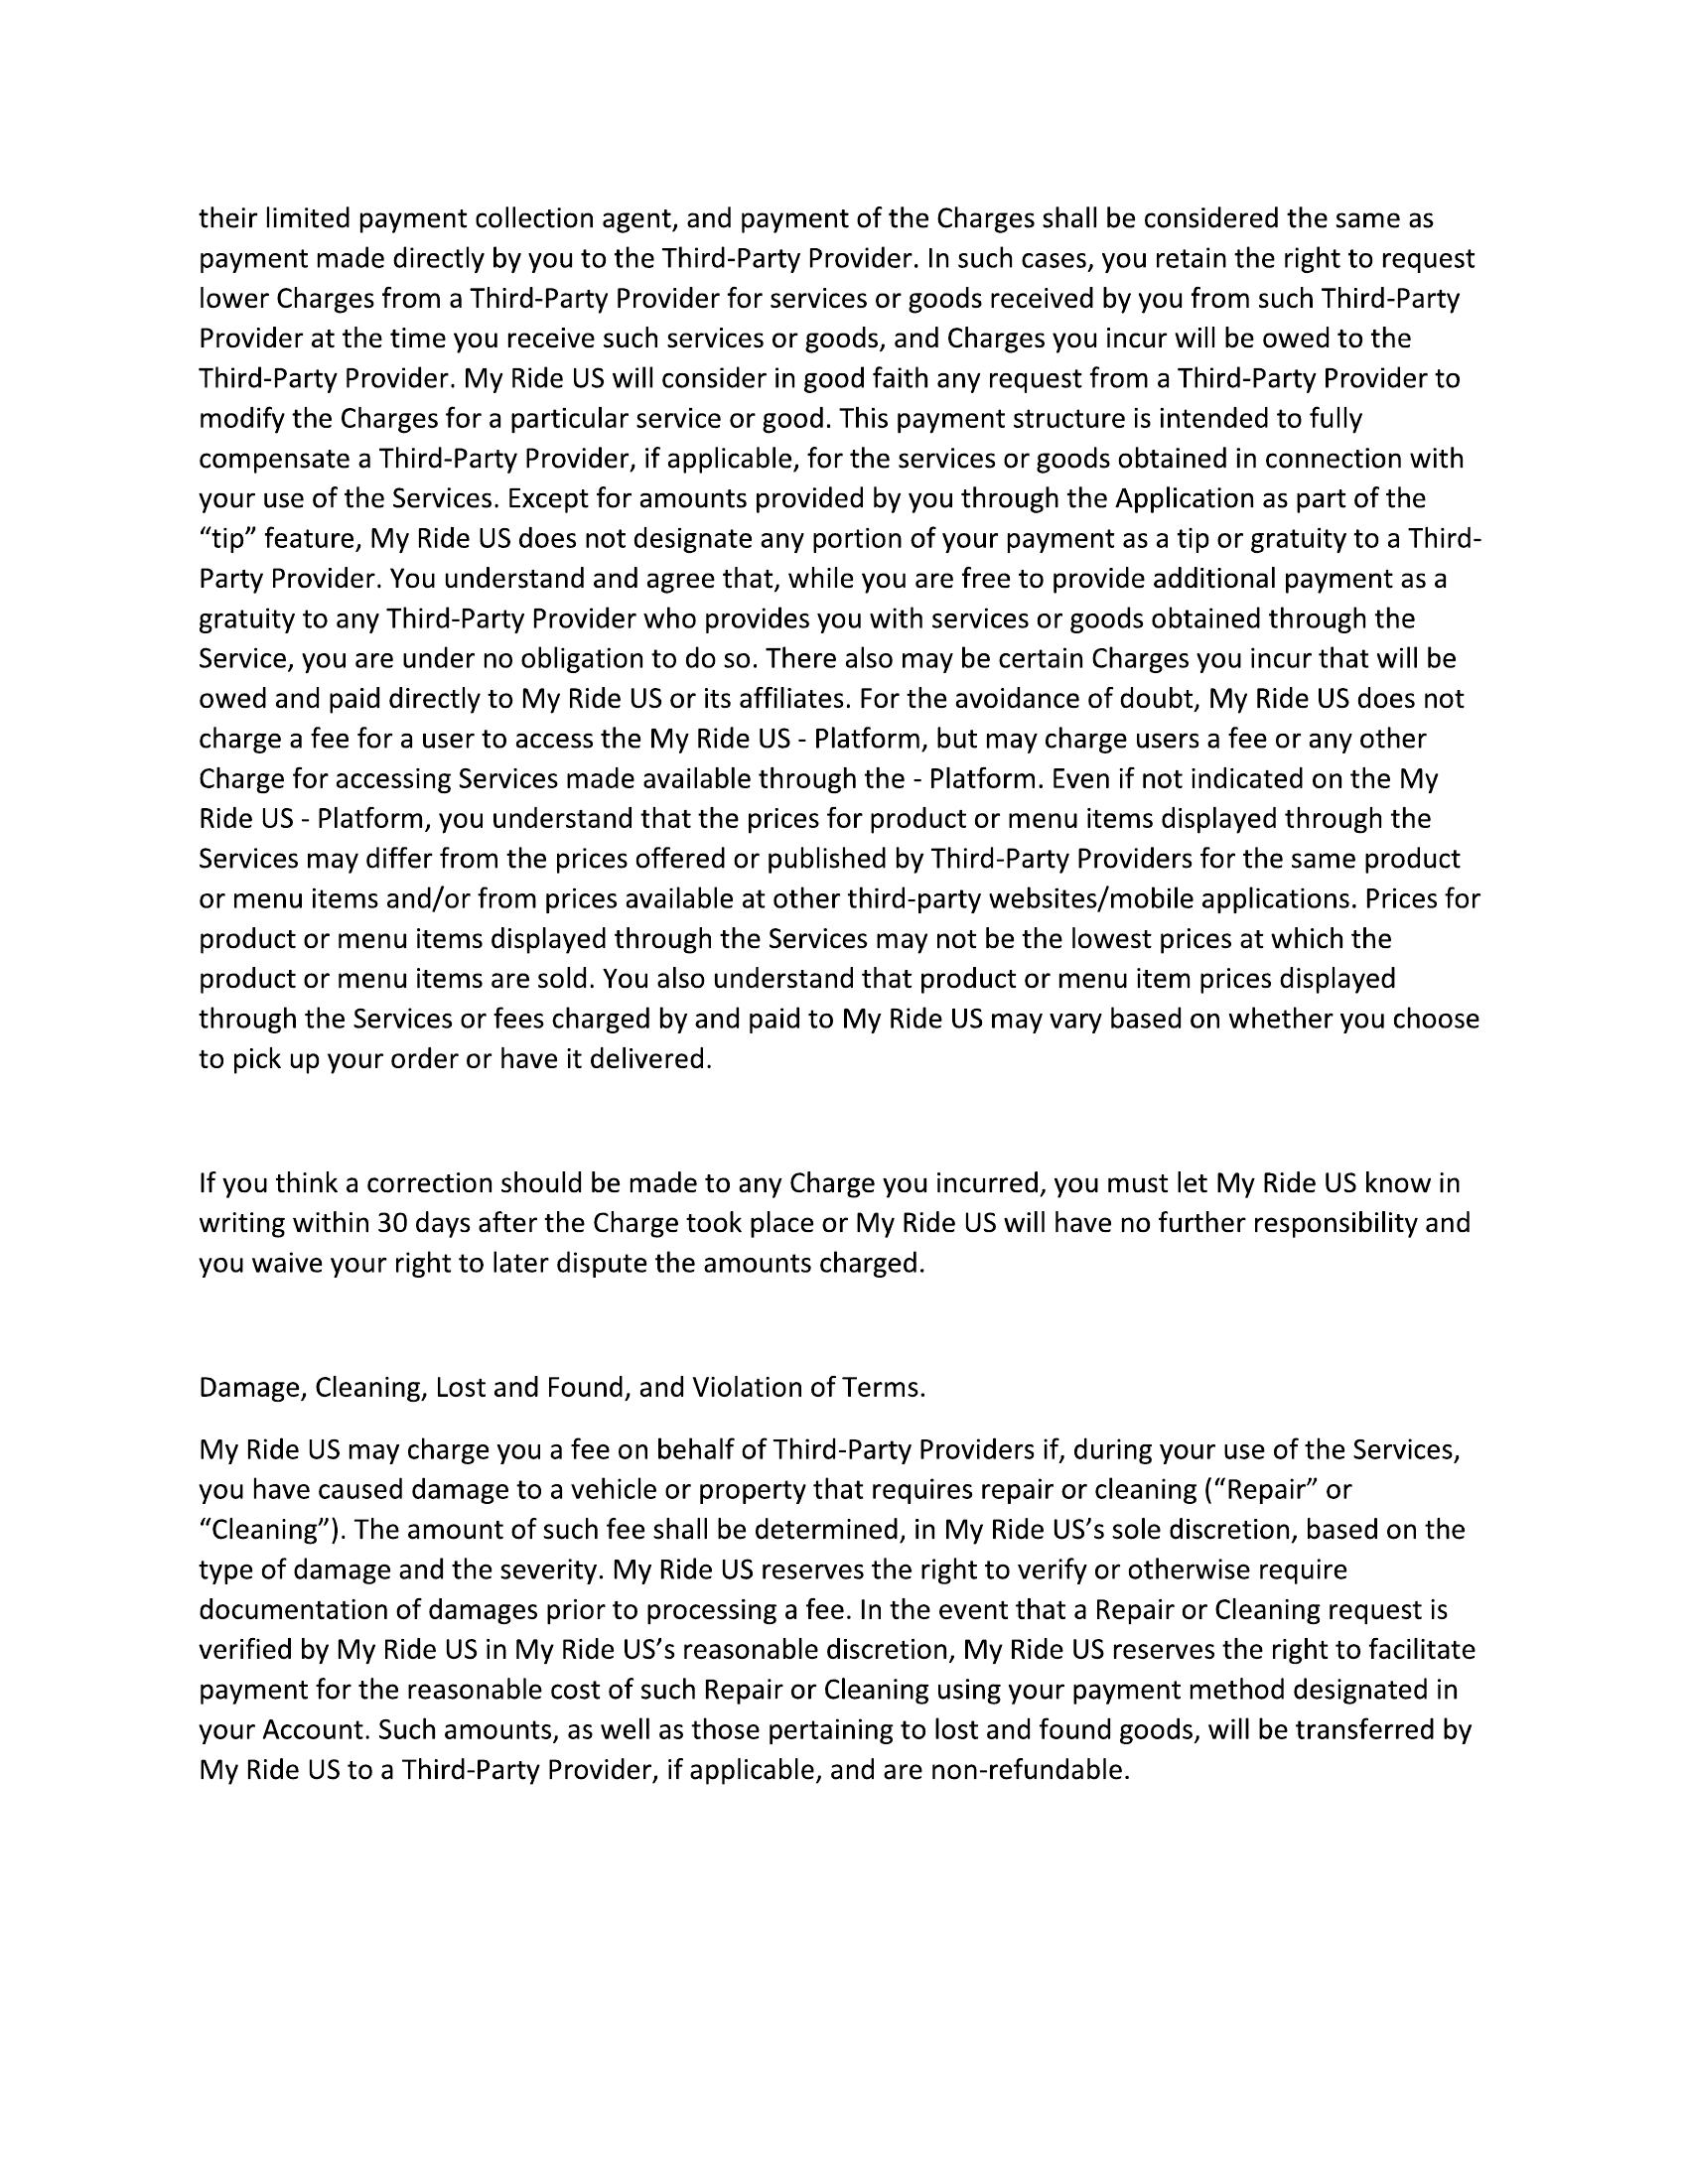 their limited payment collection agent, and payment of the Charges shall be considered the same as
payment made directly by you to the Third-Party Provider. In such cases, you retain the right to request
lower Charges from a Third-Party Provider for services or goods received by you from such Third-Party
Provider at the time you receive such services or goods, and Charges you incur will be owed to the
Third-Party Provider. My Ride US will consider in good faith any request from a Third-Party Provider to
modify the Charges for a particular service or good. This payment structure is intended to fully
compensate a Third-Party Provider, if applicable, for the services or goods obtained in connection with
your use of the Services. Except for amounts provided by you through the Application as part of the
“tip” feature, My Ride US does not designate any portion of your payment as a tip or gratuity to a Third-
Party Provider. You understand and agree that, while you are free to provide additional payment as a
gratuity to any Third-Party Provider who provides you with services or goods obtained through the
Service, you are under no obligation to do so. There also may be certain Charges you incur that will be
owed and paid directly to My Ride US or its affiliates. For the avoidance of doubt, My Ride US does not
charge a fee for a user to access the My Ride US - Platform, but may charge users a fee or any other
Charge for accessing Services made available through the - Platform. Even if not indicated on the My
Ride US - Platform, you understand that the prices for product or menu items displayed through the
Services may differ from the prices offered or published by Third-Party Providers for the same product
or menu items and/or from prices available at other third-party websites/mobile applications. Prices for
product or menu items displayed through the Services may not be the lowest prices at which the
product or menu items are sold. You also understand that product or menu item prices displayed
through the Services or fees charged by and paid to My Ride US may vary based on whether you choose
to pick up your order or have it delivered.
If you think a correction should be made to any Charge you incurred, you must let My Ride US know in
writing within 30 days after the Charge took place or My Ride US will have no further responsibility and
you waive your right to later dispute the amounts charged.
Damage, Cleaning, Lost and Found, and Violation of Terms.
My Ride US may charge you a fee on behalf of Third-Party Providers if, during your use of the Services,
you have caused damage to a vehicle or property that requires repair or cleaning (“Repair” or
“Cleaning”). The amount of such fee shall be determined, in My Ride US’s sole discretion, based on the
type of damage and the severity. My Ride US reserves the right to verify or otherwise require
documentation of damages prior to processing a fee. In the event that a Repair or Cleaning request is
verified by My Ride US in My Ride US’s reasonable discretion, My Ride US reserves the right to facilitate
payment for the reasonable cost of such Repair or Cleaning using your payment method designated in
your Account. Such amounts, as well as those pertaining to lost and found goods, will be transferred by
My Ride US to a Third-Party Provider, if applicable, and are non-refundable.